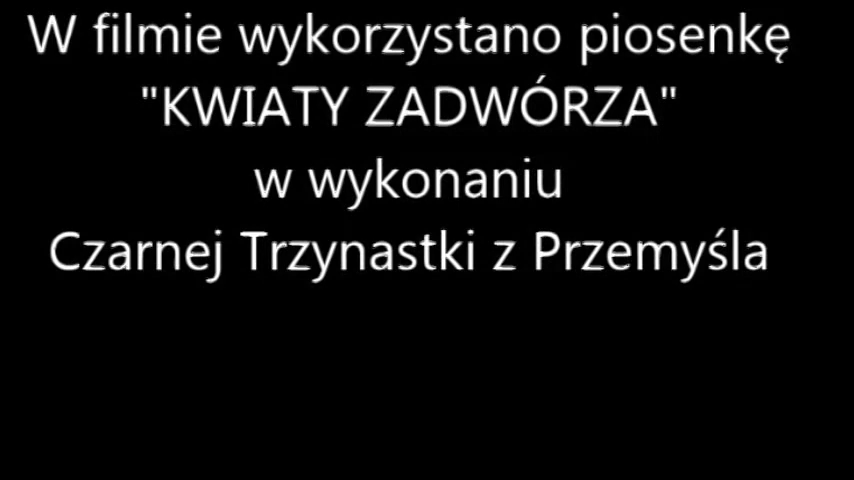 W filmie wykorzystano piosenkę
"KWIATY ZADWÓRZA"
w wykonaniu
Czarnej Trzynastki z Przemyśla